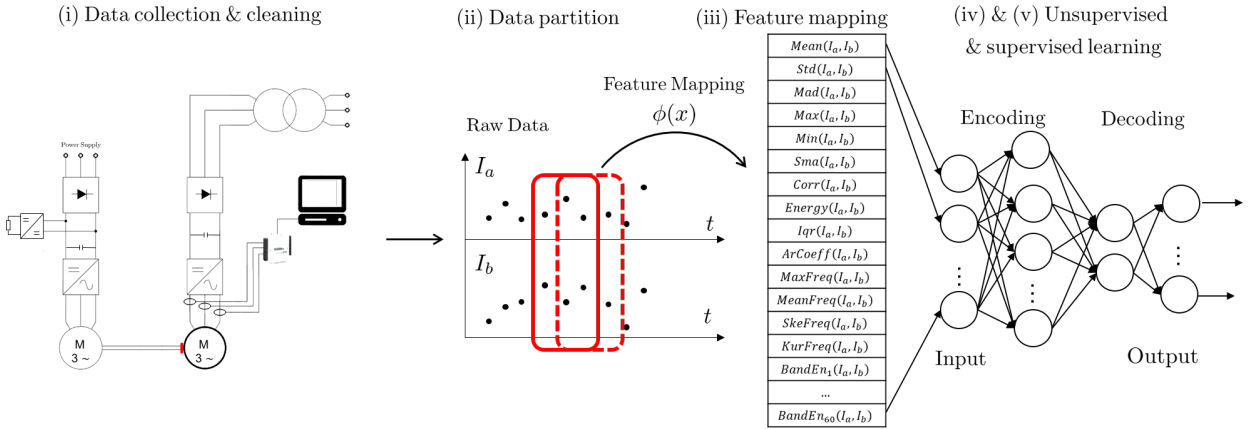 (i) Data collection & cleaning
(ii) Data partition
(iii) Feature mapping
(iv) & (v) Unsupervised
& supervised learning
Power Supply
M
3 ~
M
3 ~
Raw Data
Feature Mapping
ϕ(x)
I_a
t
I_b
t
Mean(I_a, I_b)
Std(I_a, I_b)
Mad(I_a, I_b)
Max(I_a, I_b)
Min(I_a, I_b)
Sma(I_a, I_b)
Corr(I_a, I_b)
Energy(I_a, I_b)
Iqr(I_a, I_b)
ArCoeff(I_a, I_b)
MaxFreq(I_a, I_b)
MeanFreq(I_a, I_b)
SkeFreq(I_a, I_b)
KurFreq(I_a, I_b)
BandEn_1(I_a, I_b)
...
BandEn_60(I_a, I_b)
Encoding
Decoding
Input
Output